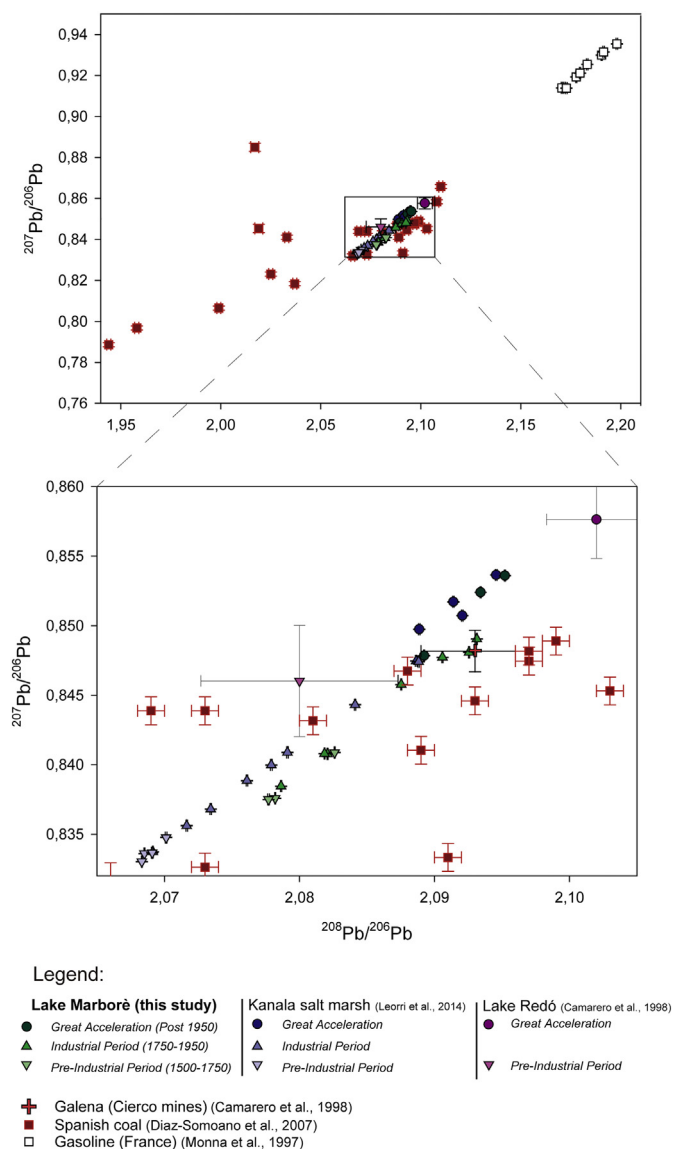 0,94
0,92
0,90
0,88
0,86
0,84
0,82
0,80
0,78
0,76
207Pb/206Pb
1,95 2,00 2,05 2,10 2,15 2,20
0,860
0,855
0,850
0,845
0,840
0,835
207Pb/206Pb
2,07 2,08 2,09 2,10
208Pb/206Pb
Legend:
Lake Marborè (this study)
Great Acceleration (Post 1950)
Industrial Period (1750-1950)
Pre-Industrial Period (1500-1750)
Kanala salt marsh (Leorri et al., 2014)
Great Acceleration
Industrial Period
Pre-Industrial Period
Lake Redó (Camarero et al., 1998)
Great Acceleration
Pre-Industrial Period
Galena (Cierco mines) (Camarero et al., 1998)
Spanish coal (Diaz-Somoano et al., 2007)
Gasoline (France) (Monna et al., 1997)